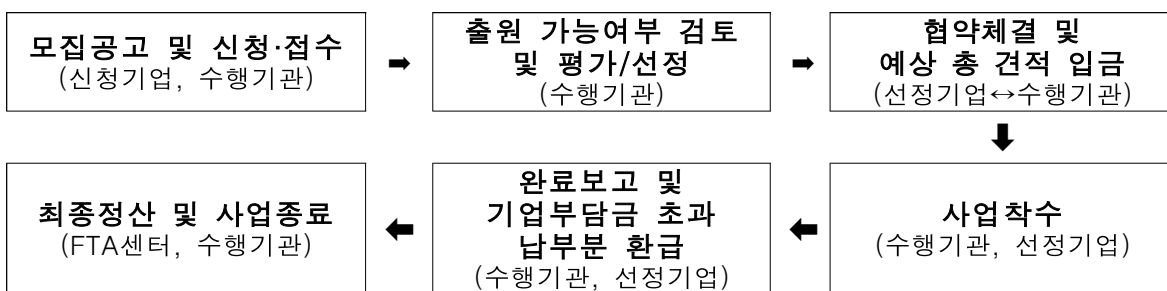 모집공고 및 신청·접수
(신청기업, 수행기관)
출원 가능여부 검토
및 평가/선정
(수행기관)
협약체결 및
예상 총 견적 입금
(선정기업↔수행기관)
사업착수
(수행기관, 선정기업)
완료보고 및
기업부담금 초과
납부분 환급
(수행기관, 선정기업)
최종정산 및 사업종료
(FTA센터, 수행기관)